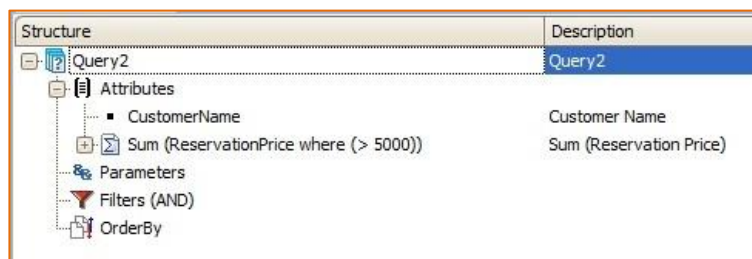 Structure Description
Query2 Query2
Attributes
CustomerName Customer Name
Sum (ReservationPrice where (> 5000)) Sum (Reservation Price)
Parameters
Filters (AND)
OrderBy